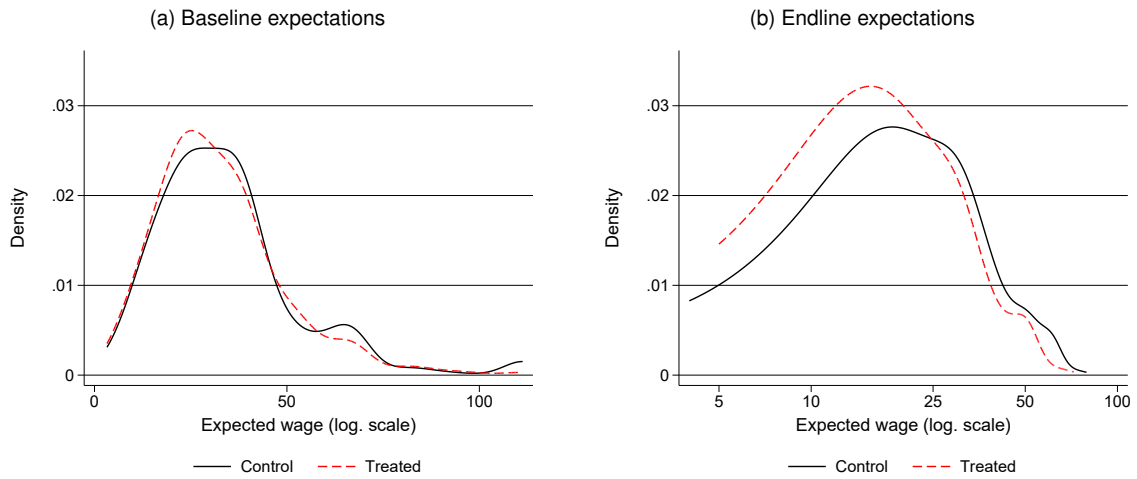 (a) Baseline expectations
.03
.02
.01
0
Density
0 50 100
Expected wage (log. scale)
Control Treated
(b) Endline expectations
.03
.02
.01
0
Density
5 10 25 50 100
Expected wage (log. scale)
Control Treated